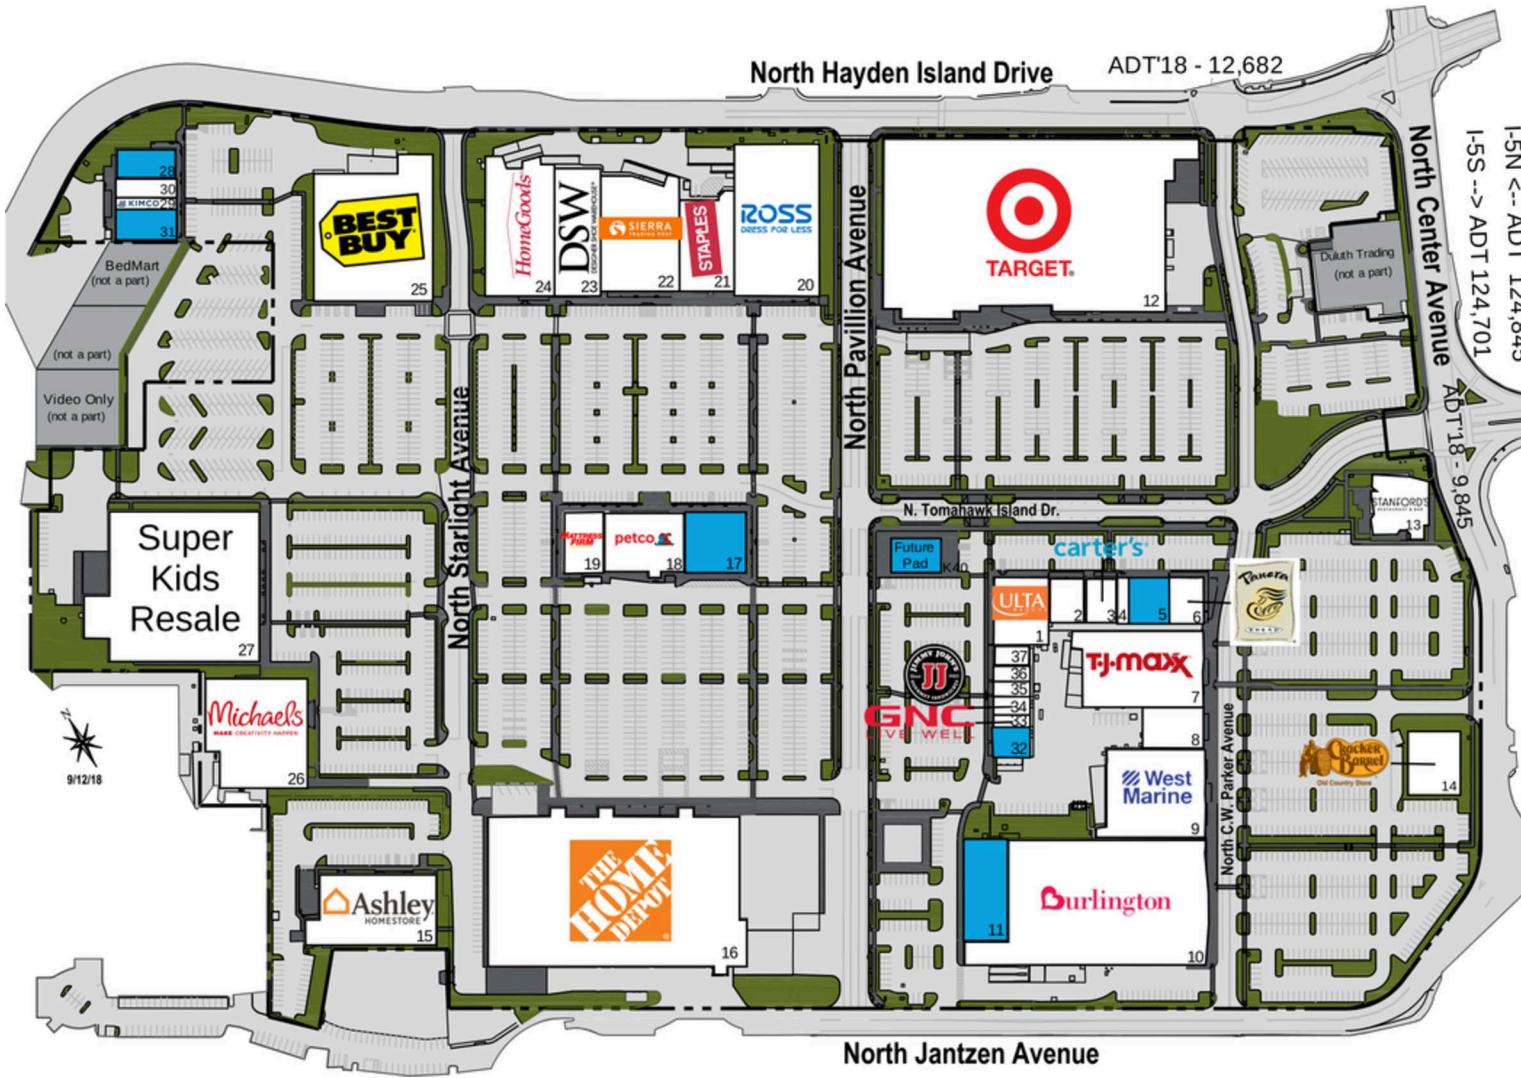 North Hayden Island Drive
ADT'18 - 12,682
I-5N <-- ADT 124,845
I-5S --> ADT 124,701
North Center Avenue
ADT'18 - 9,845
28
30
KIMCO
29
31
BedMart
(not a part)
(not a part)
Video Only
(not a part)
BEST
BUY
25
HomeGoods
24
DSW
DESIGNER SHOE WAREHOUSE
23
SIERRA
TRADING POST
22
STAPLES
21
ROSS
DRESS FOR LESS
20
North Pavillion Avenue
TARGET
12
Duluth Trading
(not a part)
North Starlight Avenue
N. Tomahawk Island Dr.
STANFORD'S
RESTAURANT & BAR
13
Super
Kids
Resale
27
MATTRESS
FIRM
19
petco
18
17
Future
Pad
K40
carter's
ULTA
1
2
3
4
5
6
Panera
BREAD
37
36
35
34
33
32
JIMMY JOHN'S
JJ
GNC
LIVE WELL
T.J.maxx
7
8
Michaels
MAKE CREATIVITY HAPPEN
26
N
9/12/18
West
Marine
9
North C.W. Parker Avenue
Cracker
Barrel
Old Country Store
14
Ashley
HOMESTORE
15
THE
HOME
DEPOT
16
11
Burlington
10
North Jantzen Avenue